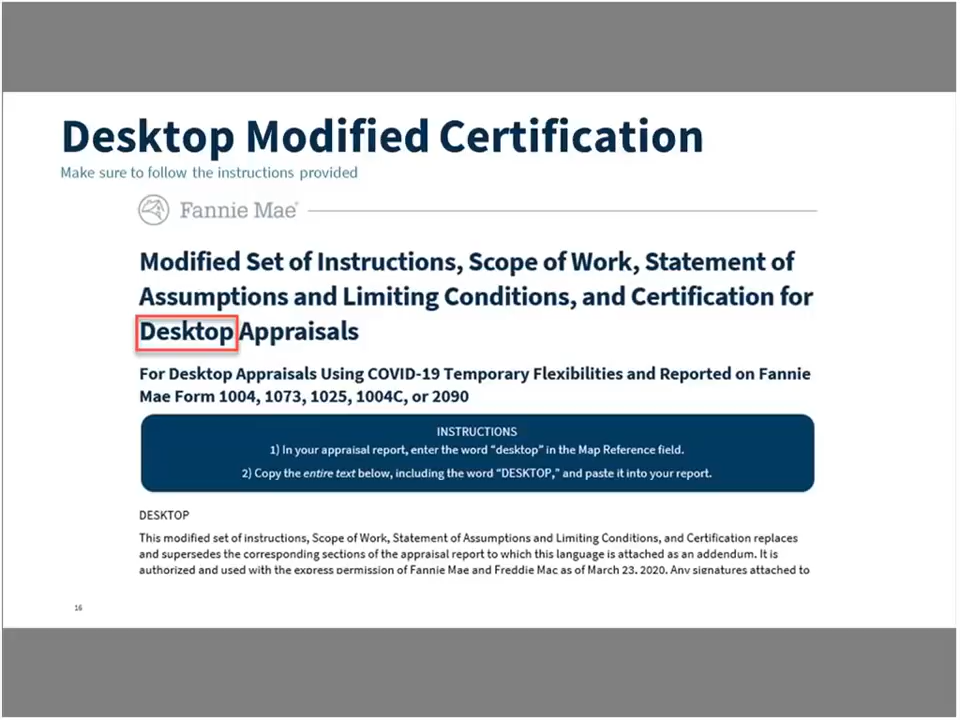 Desktop Modified Certification
Make sure to follow the instructions provided
Fannie Mae®
Modified Set of Instructions, Scope of Work, Statement of
Assumptions and Limiting Conditions, and Certification for
Desktop Appraisals
For Desktop Appraisals Using COVID-19 Temporary Flexibilities and Reported on Fannie
Mae Form 1004, 1073, 1025, 1004C, or 2090
INSTRUCTIONS
1) In your appraisal report, enter the word “desktop” in the Map Reference field.
2) Copy the entire text below, including the word “DESKTOP,” and paste it into your report.
DESKTOP
This modified set of instructions, Scope of Work, Statement of Assumptions and Limiting Conditions, and Certification replaces
and supersedes the corresponding sections of the appraisal report to which this language is attached as an addendum. It is
authorized and used with the express permission of Fannie Mae and Freddie Mac as of March 23, 2020. Any signatures attached to
16